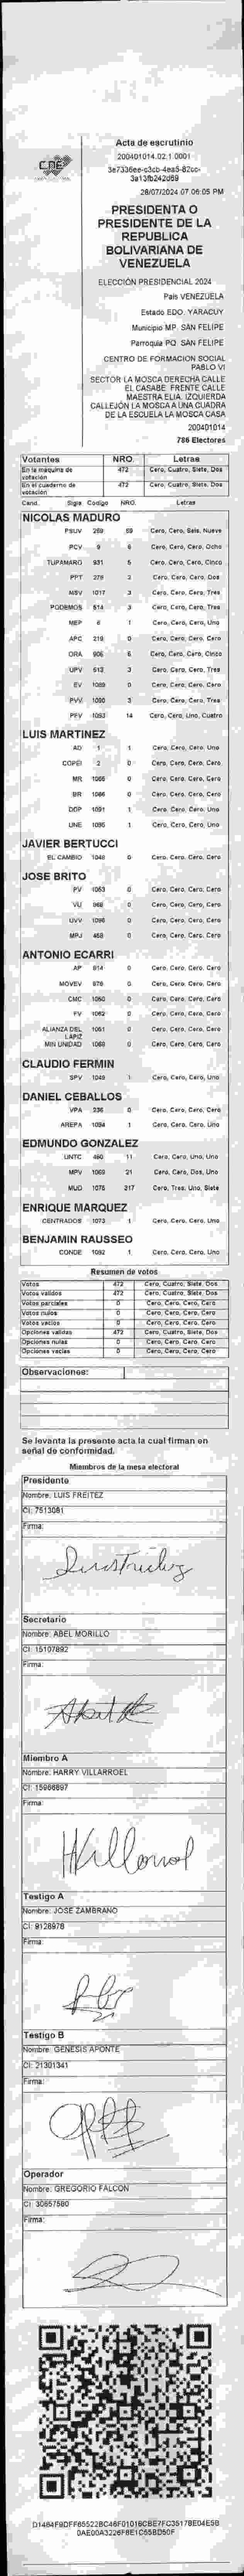 CNE
Acta de escrutinio
200401014.02.1.0001
28/07/2024 07:06:05 PM
PRESIDENTA O
PRESIDENTE DE LA
REPUBLICA
BOLIVARIANA DE
VENEZUELA
ELECCIÓN PRESIDENCIAL 2024
País VENEZUELA
Estado EDO. YARACUY
Municipio MP. SAN FELIPE
Parroquia PQ. SAN FELIPE
CENTRO DE FORMACION SOCIAL
PABLO VI
SECTOR LA MOSCA DERECHA CALLE
EL CASABE. FRENTE CALLE
MAESTRA ELIA. IZQUIERDA
CALLEJÓN LA MOSCA A UNA CUADRA
DE LA ESCUELA LA MOSCA CASA
200401014
786 Electores
Votantes NRO. Letras
En la máquina de votación 472 Cero, Cuatro, Siete, Dos
En el cuaderno de votación 472 Cero, Cuatro, Siete, Dos
Cand. Sigla Codigo NRO. Letras
NICOLAS MADURO
PSUV 259 69 Cero, Cero, Seis, Nueve
PCV Cero, Cero, Cero, Ocho
TUPAMARO 931 5 Cero, Cero, Cero, Cinco
PPT 2 Cero, Cero, Cero, Dos
MSV 1017 3 Cero, Cero, Cero, Tres
PODEMOS 514 3 Cero, Cero, Cero, Tres
MEP 6 1 Cero, Cero, Cero, Uno
APC 219 0 Cero, Cero, Cero, Cero
ORA 906 5 Cero, Cero, Cero, Cinco
UPV 512 3 Cero, Cero, Cero, Tres
EV 1089 0 Cero, Cero, Cero, Cero
PVV 1090 3 Cero, Cero, Cero, Tres
PFV 1093 14 Cero, Cero, Uno, Cuatro
LUIS MARTINEZ
AD 1 1 Cero, Cero, Cero, Uno
COPEI 2 0 Cero, Cero, Cero, Cero
MR 1065 0 Cero, Cero, Cero, Cero
BR 1066 0 Cero, Cero, Cero, Cero
DDP 1091 1 Cero, Cero, Cero, Uno
UNE 1095 1 Cero, Cero, Cero, Uno
JAVIER BERTUCCI
EL CAMBIO 1048 0 Cero, Cero, Cero, Cero
JOSE BRITO
PV 1053 0 Cero, Cero, Cero, Cero
VU 968 0 Cero, Cero, Cero, Cero
UVV 1096 0 Cero, Cero, Cero, Cero
MPJ 458 0 Cero, Cero, Cero, Cero
ANTONIO ECARRI
AP 914 0 Cero, Cero, Cero, Cero
MOVEV 979 0 Cero, Cero, Cero, Cero
CMC 1050 0 Cero, Cero, Cero, Cero
FV 1062 0 Cero, Cero, Cero, Cero
ALIANZA DEL LÁPIZ 1061 0 Cero, Cero, Cero, Cero
MIN UNIDAD 1069 0 Cero, Cero, Cero, Cero
CLAUDIO FERMIN
SPV 1049 1 Cero, Cero, Cero, Uno
DANIEL CEBALLOS
VPA 236 0 Cero, Cero, Cero, Cero
AREPA 1094 1 Cero, Cero, Cero, Uno
EDMUNDO GONZALEZ
UNTC 450 11 Cero, Cero, Uno, Uno
MPV 1069 21 Cero, Cero, Dos, Uno
MUD 1075 317 Cero, Tres, Uno, Siete
ENRIQUE MARQUEZ
CENTRADOS 1073 1 Cero, Cero, Cero, Uno
BENJAMIN RAUSSEO
CONDE 1092 1 Cero, Cero, Cero, Uno
Resumen de votos
Votos 472 Cero, Cuatro, Siete, Dos
Votos validos 472 Cero, Cuatro, Siete, Dos
Votos parciales 0 Cero, Cero, Cero, Cero
Votos nulos 0 Cero, Cero, Cero, Cero
Votos vacios 0 Cero, Cero, Cero, Cero
Opciones validas 472 Cero, Cuatro, Siete, Dos
Opciones nulas 0 Cero, Cero, Cero, Cero
Opciones vacias 0 Cero, Cero, Cero, Cero
Observaciones:
Se levanta la presente acta la cual firman en
señal de conformidad.
Miembros de la mesa electoral
Presidente
Nombre: LUIS FREITEZ
CI: 7513081
Firma:
Secretario
Nombre: ABEL MORILLO
CI: 15107892
Firma:
Miembro A
Nombre: HARRY VILLARROEL
CI: 15966897
Firma:
Testigo A
Nombre: JOSE ZAMBRANO
CI: 9128978
Firma:
Testigo B
Nombre: GENESIS APONTE
CI: 21301341
Firma:
Operador
Nombre: GREGORIO FALCON
CI: 30657580
Firma: